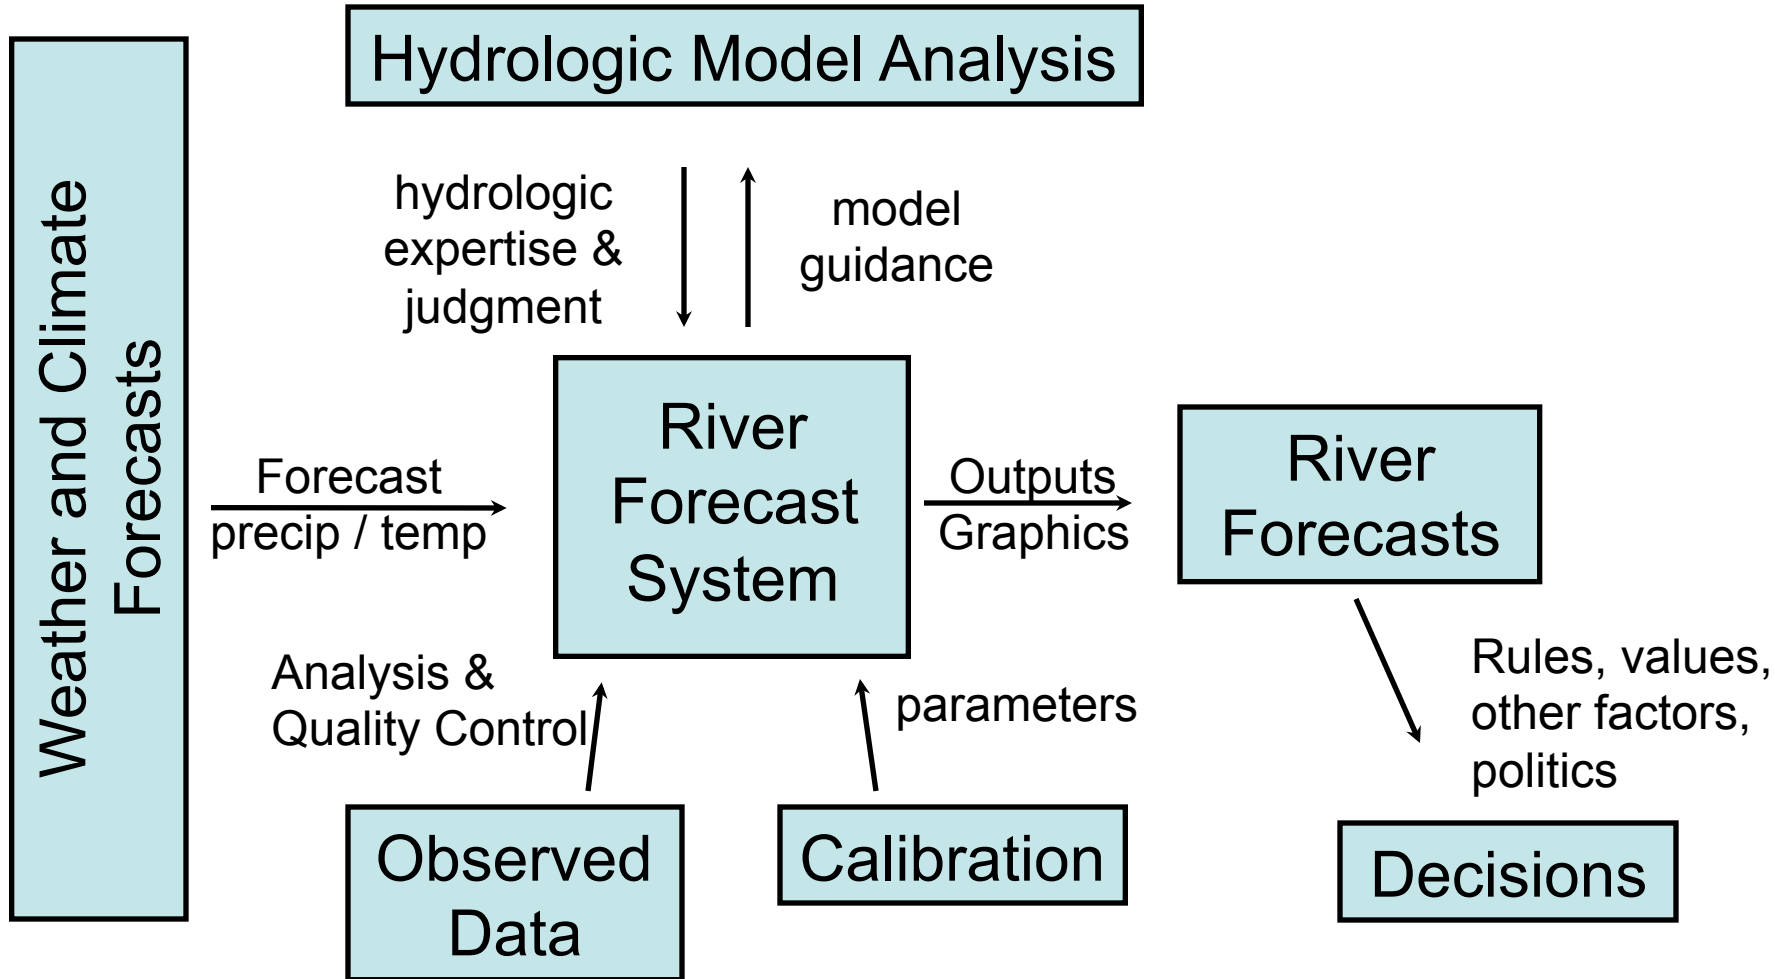 Hydrologic Model Analysis
Weather and Climate
Forecasts
hydrologic
expertise &
judgment
model
guidance
Forecast
precip / temp
River
Forecast
System
Outputs
Graphics
River
Forecasts
Analysis &
Quality Control
parameters
Rules, values,
other factors,
politics
Observed
Data
Calibration
Decisions